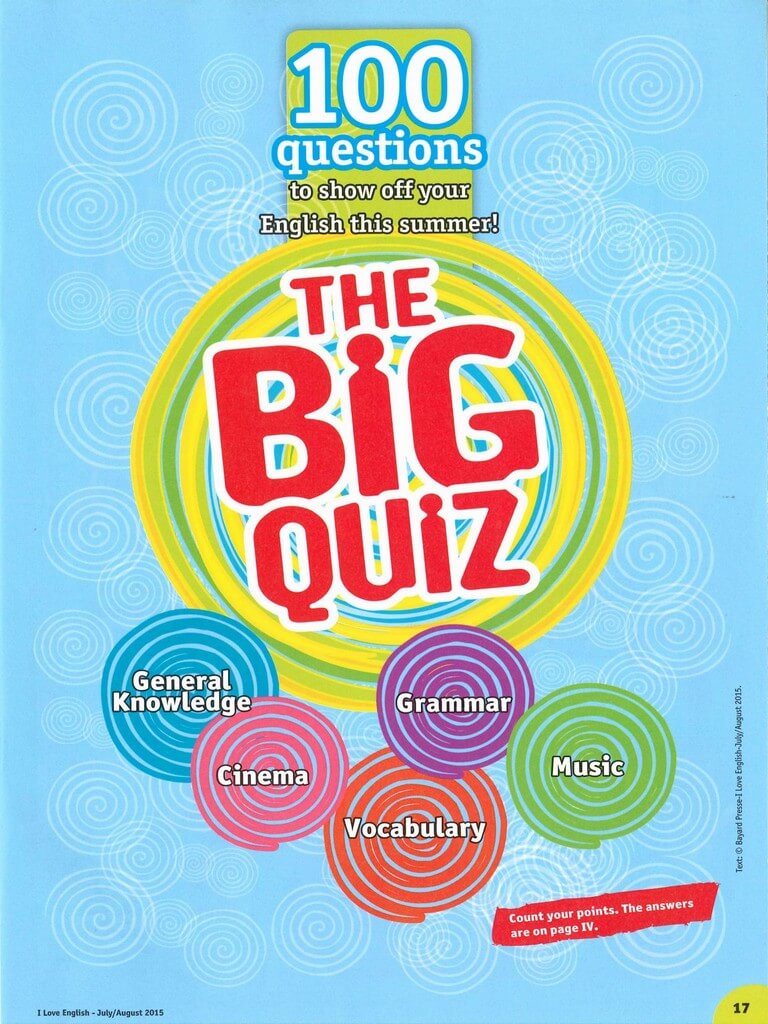 100
questions
to show off your
English this summer!
THE
BiG
QUiZ
General
Knowledge
Cinema
Grammar
Music
Vocabulary
Count your points. The answers
are on page IV.
Text: © Bayard Presse-I Love English-July/August 2015.
I Love English - July/August 2015
17